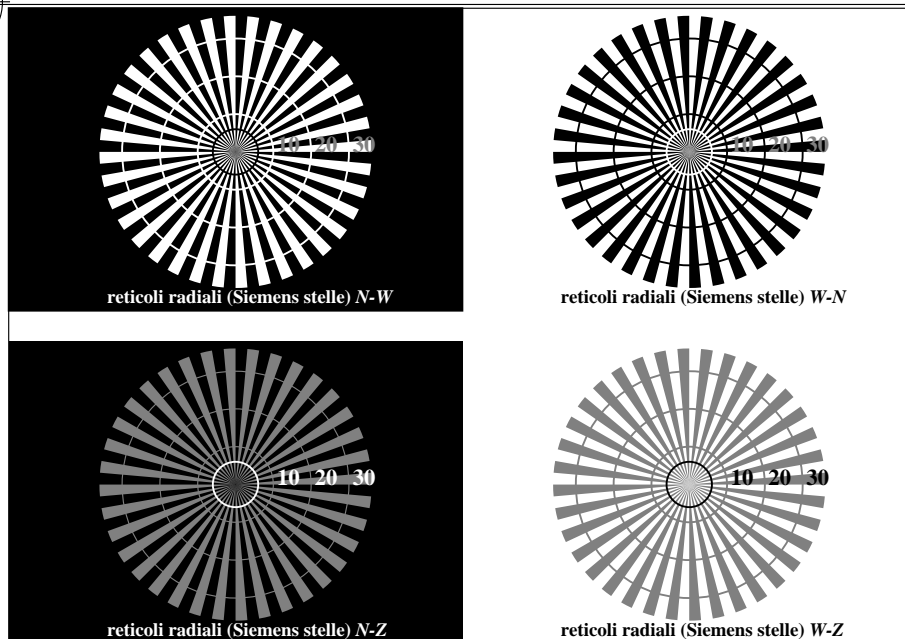 10 20 30
reticoli radiali (Siemens stelle) N-W
10 20 30
reticoli radiali (Siemens stelle) W-N
10 20 30
reticoli radiali (Siemens stelle) N-Z
10 20 30
reticoli radiali (Siemens stelle) W-Z